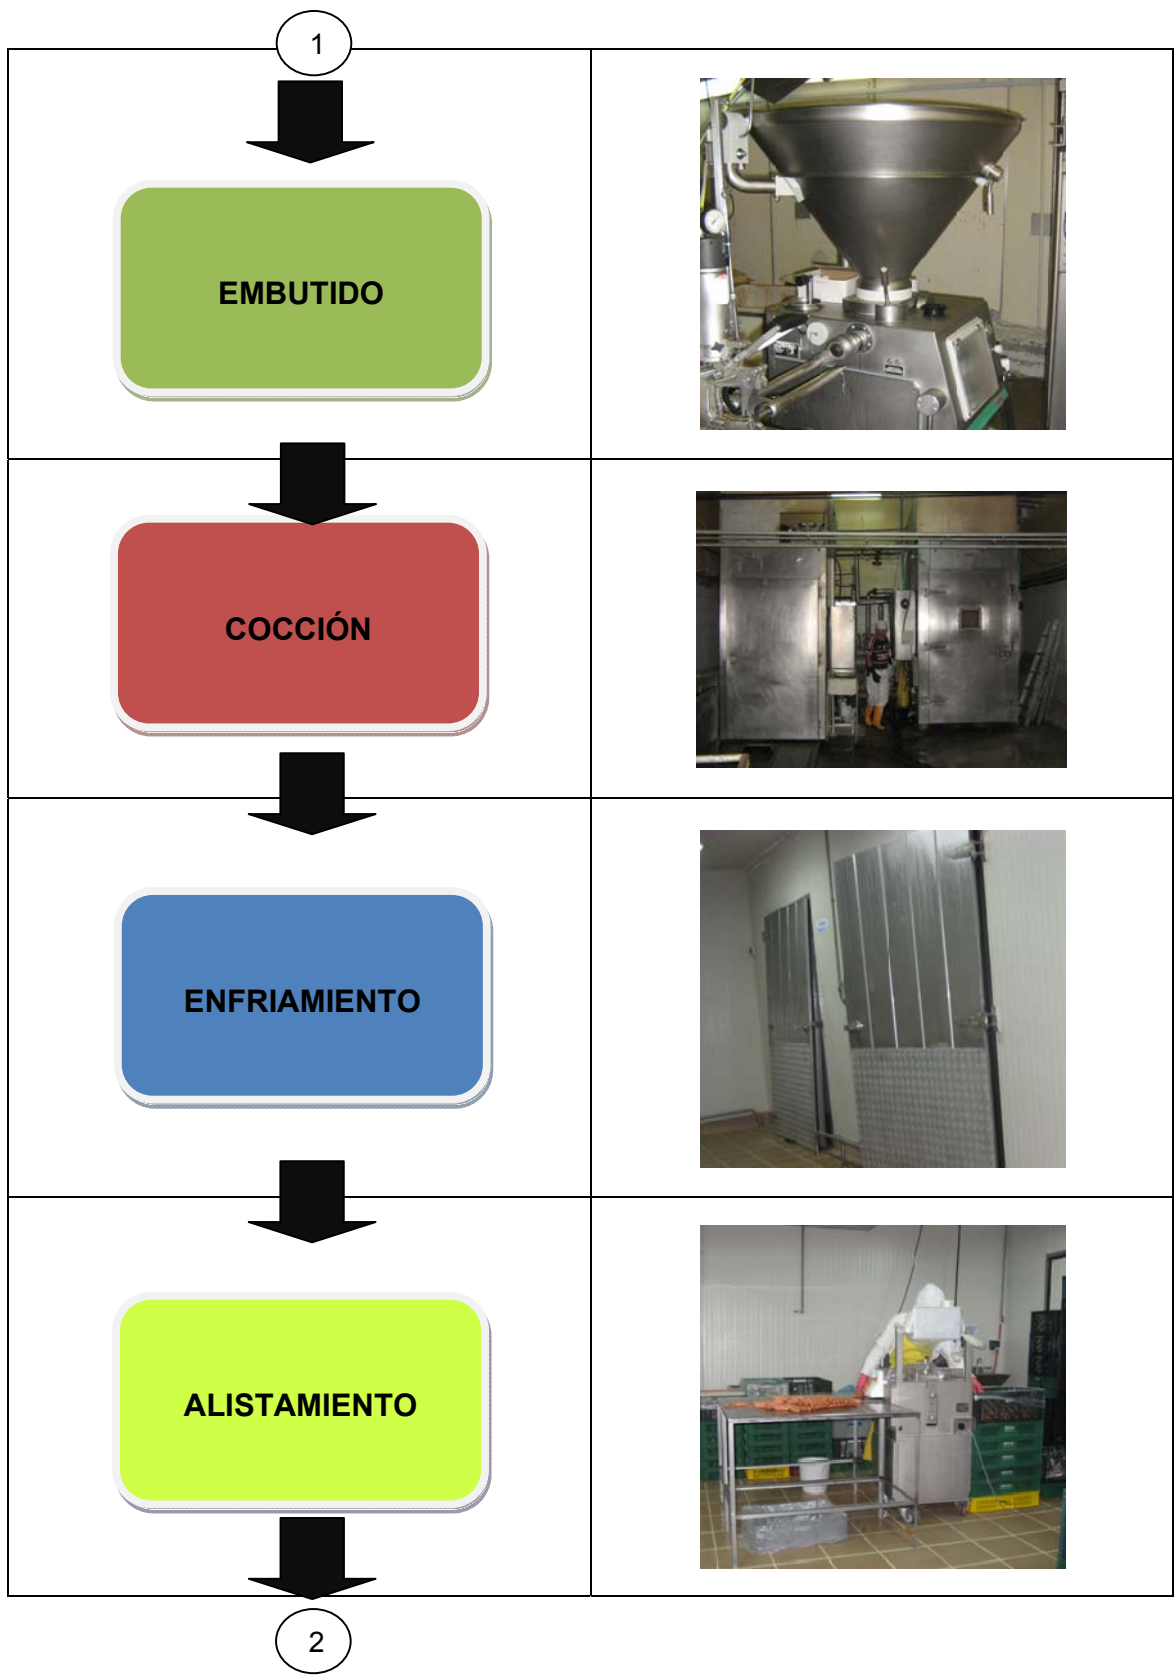 1
EMBUTIDO
COCCIÓN
ENFRIAMIENTO
ALISTAMIENTO
2